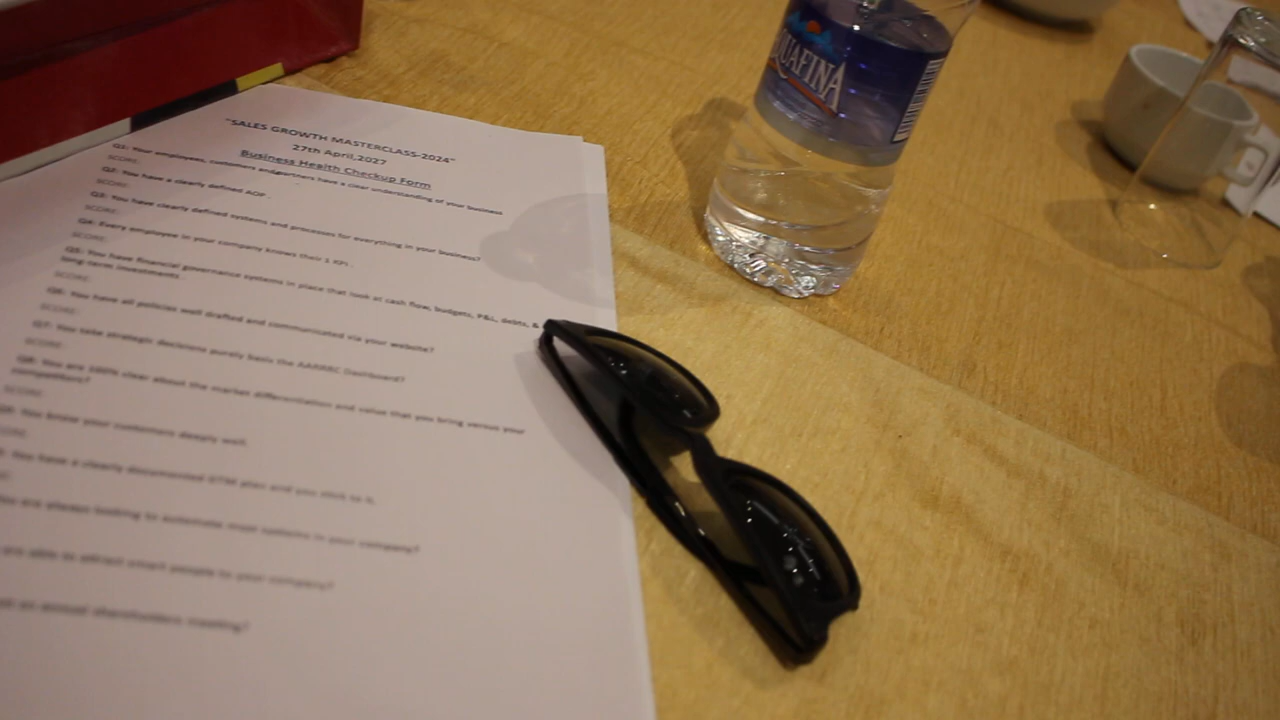 "SALES GROWTH MASTERCLASS-2024"
27th April,2027
Business Health Checkup Form
Q1: Your employees, customers andpartners have a clear understanding of your business
SCORE:
Q2: You have a clearly defined AOP .
SCORE:
Q3: You have clearly defined systems and processes for everything in your business?
SCORE:
Q4: Every employee in your company knows their 1 KPI .
SCORE:
Q5: You have financial governance systems in place that look at cash flow, budgets, P&L, debts, &
long-term investments
SCORE:
Q6: You have all policies well drafted and communicated via your website?
SCORE:
Q7: You take strategic decisions purely basis the AAARRC Dashboard?
SCORE:
Q8: You are 100% clear about the market differentiation and value that you bring versus your
competitors?
SCORE:
You know your customers deeply well
You have a clearly documented GTM plan and you stick to it.
You are always looking to automate most systems in your company?
are able to attract smart people to your company?
an annual shareholders meeting?
AQUAFINA